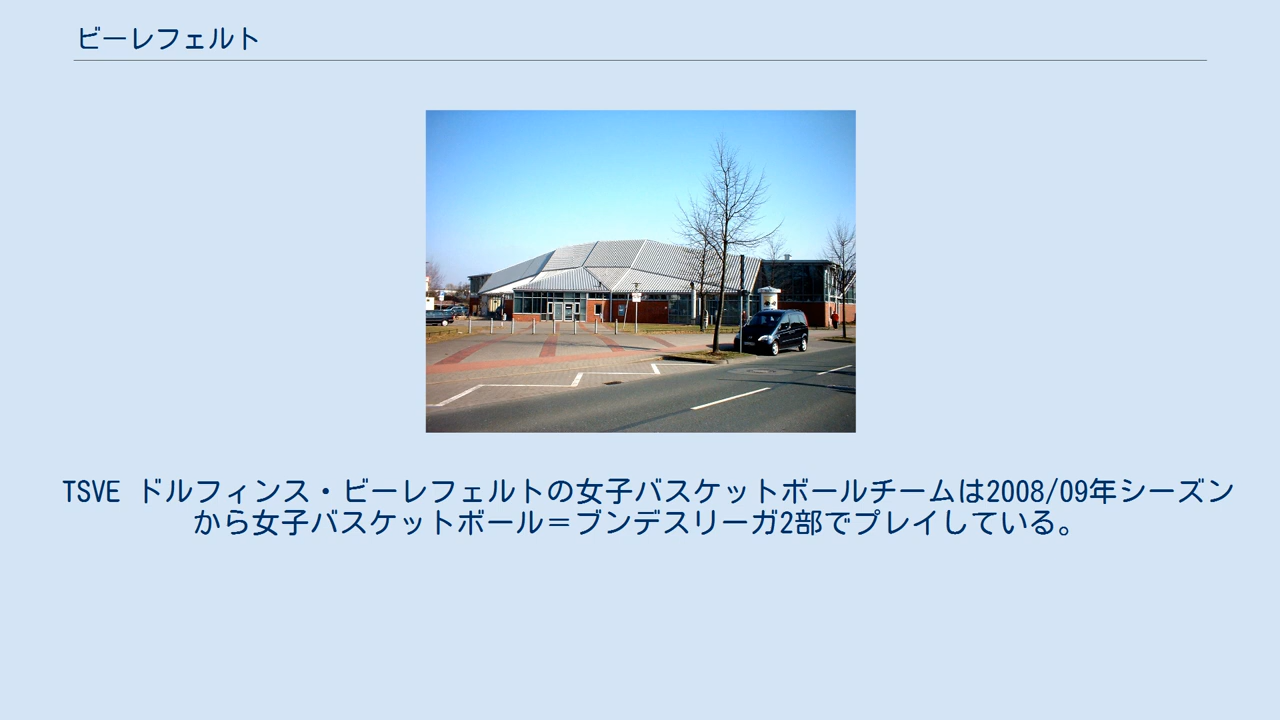 ビーレフェルト
TSVE ドルフィンス・ビーレフェルトの女子バスケットボールチームは2008/09年シーズン
から女子バスケットボール＝ブンデスリーガ2部でプレイしている。